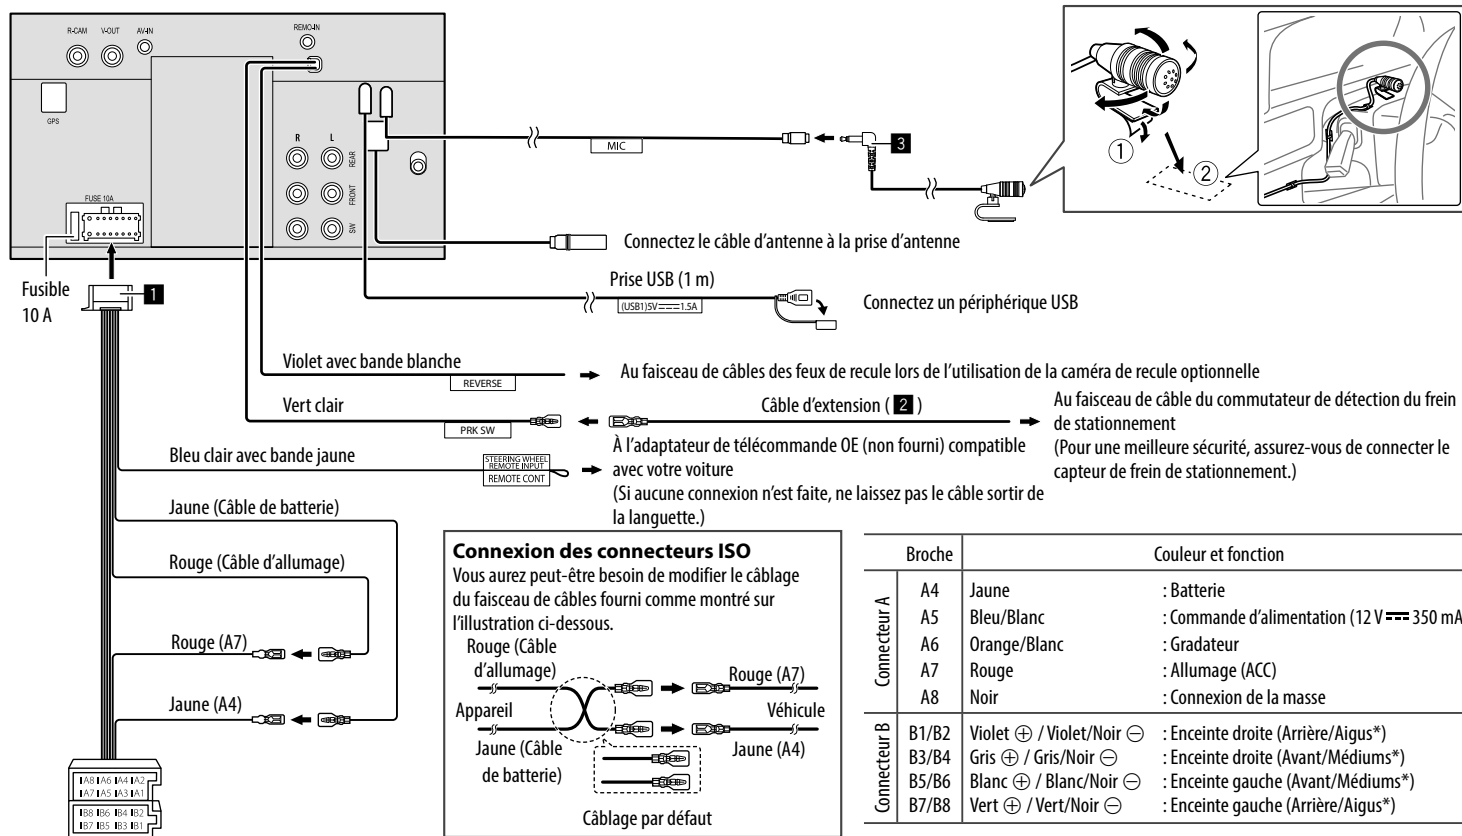 R-CAM
V-OUT
AV-IN
REMO-IN
GPS
R
L
REAR
FRONT
SW
FUSE 10A
Fusible
10 A
1
MIC
3
1
2
Connectez le câble d'antenne à la prise d'antenne
Prise USB (1 m)
(USB1)5V 1.5A
Connectez un périphérique USB
Violet avec bande blanche
REVERSE
Au faisceau de câbles des feux de recule lors de l'utilisation de la caméra de recule optionnelle
Vert clair
PRK SW
Câble d'extension ( 2 )
Au faisceau de câble du commutateur de détection du frein
de stationnement
(Pour une meilleure sécurité, assurez-vous de connecter le
capteur de frein de stationnement.)
Bleu clair avec bande jaune
STEERING WHEEL
REMOTE INPUT
REMOTE CONT
À l'adaptateur de télécommande OE (non fourni) compatible
avec votre voiture
(Si aucune connexion n'est faite, ne laissez pas le câble sortir de
la languette.)
Jaune (Câble de batterie)
Rouge (Câble d'allumage)
Rouge (A7)
Jaune (A4)
A8 A6 A4 A2
A7 A5 A3 A1
B8 B6 B4 B2
B7 B5 B3 B1
Connexion des connecteurs ISO
Vous aurez peut-être besoin de modifier le câblage
du faisceau de câbles fourni comme montré sur
l'illustration ci-dessous.
Rouge (Câble
d'allumage)
Rouge (A7)
Appareil
Véhicule
Jaune (Câble
de batterie)
Jaune (A4)
Câblage par défaut
Broche Couleur et fonction
Connecteur A
A4 Jaune : Batterie
A5 Bleu/Blanc : Commande d'alimentation (12 V 350 mA
A6 Orange/Blanc : Gradateur
A7 Rouge : Allumage (ACC)
A8 Noir : Connexion de la masse
Connecteur B
B1/B2 Violet ⊕ / Violet/Noir ⊖ : Enceinte droite (Arrière/Aigus*)
B3/B4 Gris ⊕ / Gris/Noir ⊖ : Enceinte droite (Avant/Médiums*)
B5/B6 Blanc ⊕ / Blanc/Noir ⊖ : Enceinte gauche (Avant/Médiums*)
B7/B8 Vert ⊕ / Vert/Noir ⊖ : Enceinte gauche (Arrière/Aigus*)